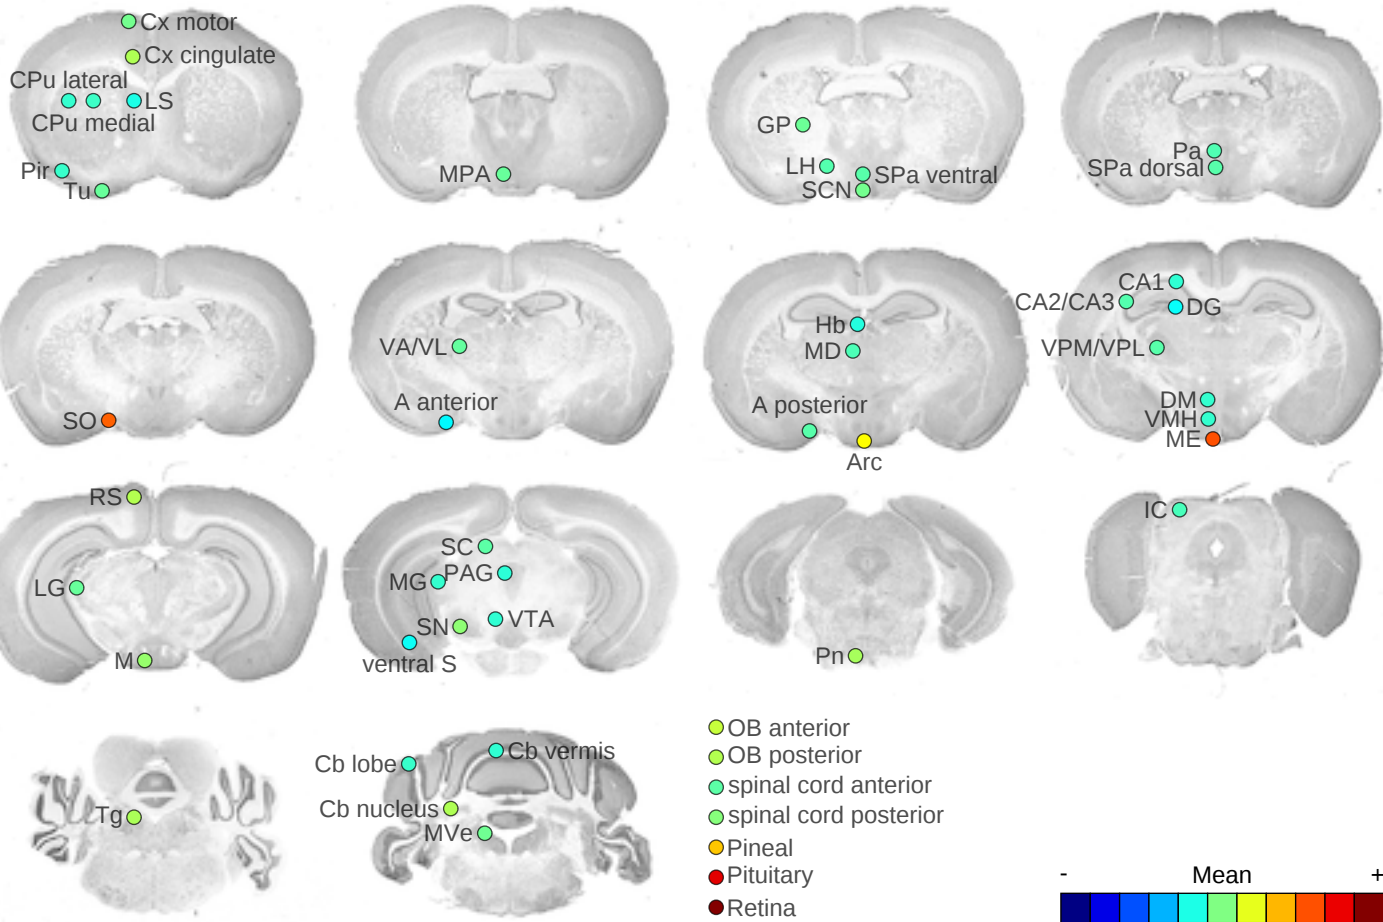 Cx motor
Cx cingulate
CPu lateral
LS
CPu medial
Pir
Tu
MPA
GP
LH
SPa ventral
SCN
Pa
SPa dorsal
SO
VA/VL
A anterior
Hb
MD
A posterior
Arc
CA1
CA2/CA3
DG
VPM/VPL
DM
VMH
ME
RS
LG
M
SC
MG
PAG
SN
VTA
ventral S
Pn
IC
Tg
Cb lobe
Cb vermis
Cb nucleus
MVe
OB anterior
OB posterior
spinal cord anterior
spinal cord posterior
Pineal
Pituitary
Retina
- Mean +